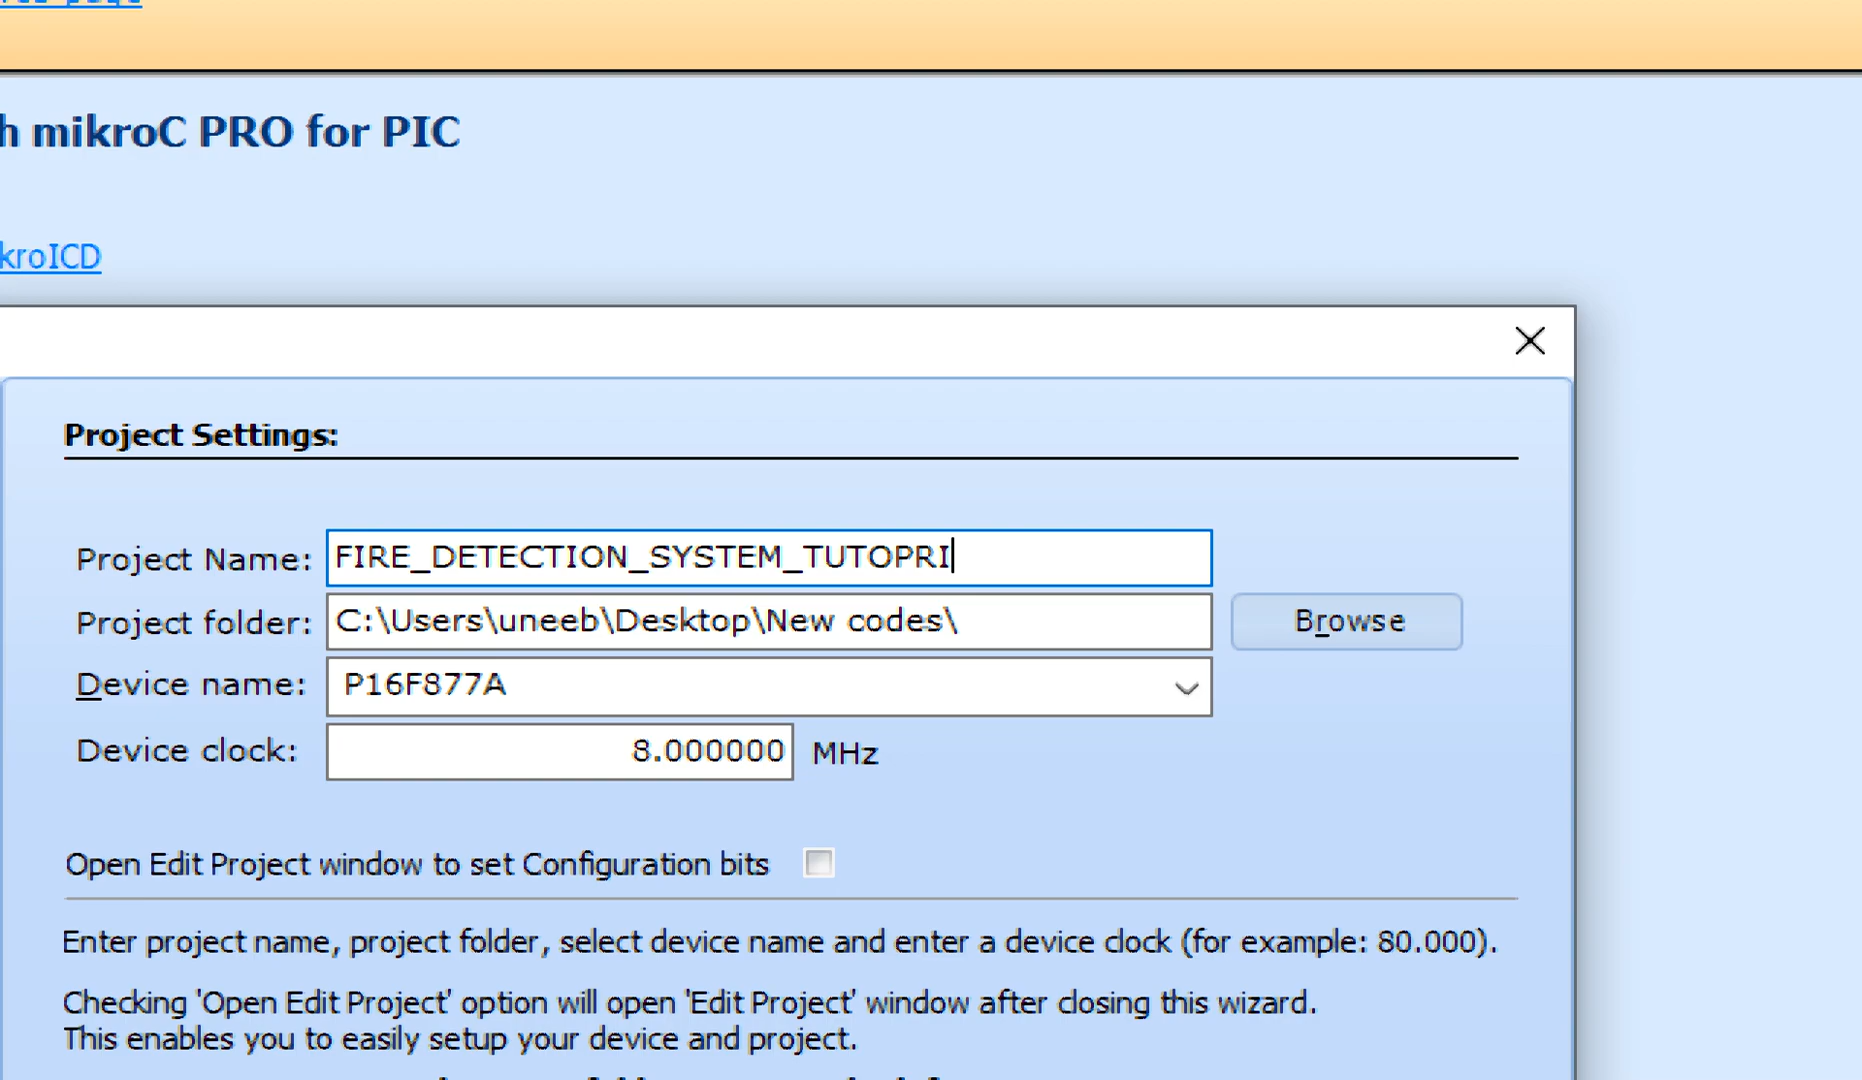 h mikroC PRO for PIC
kroICD
Project Settings:
Project Name: FIRE_DETECTION_SYSTEM_TUTOPRI
Project folder: C:\Users\uneeb\Desktop\New codes\ Browse
Device name: P16F877A
Device clock: 8.000000 MHz
Open Edit Project window to set Configuration bits
Enter project name, project folder, select device name and enter a device clock (for example: 80.000).
Checking 'Open Edit Project' option will open 'Edit Project' window after closing this wizard.
This enables you to easily setup your device and project.